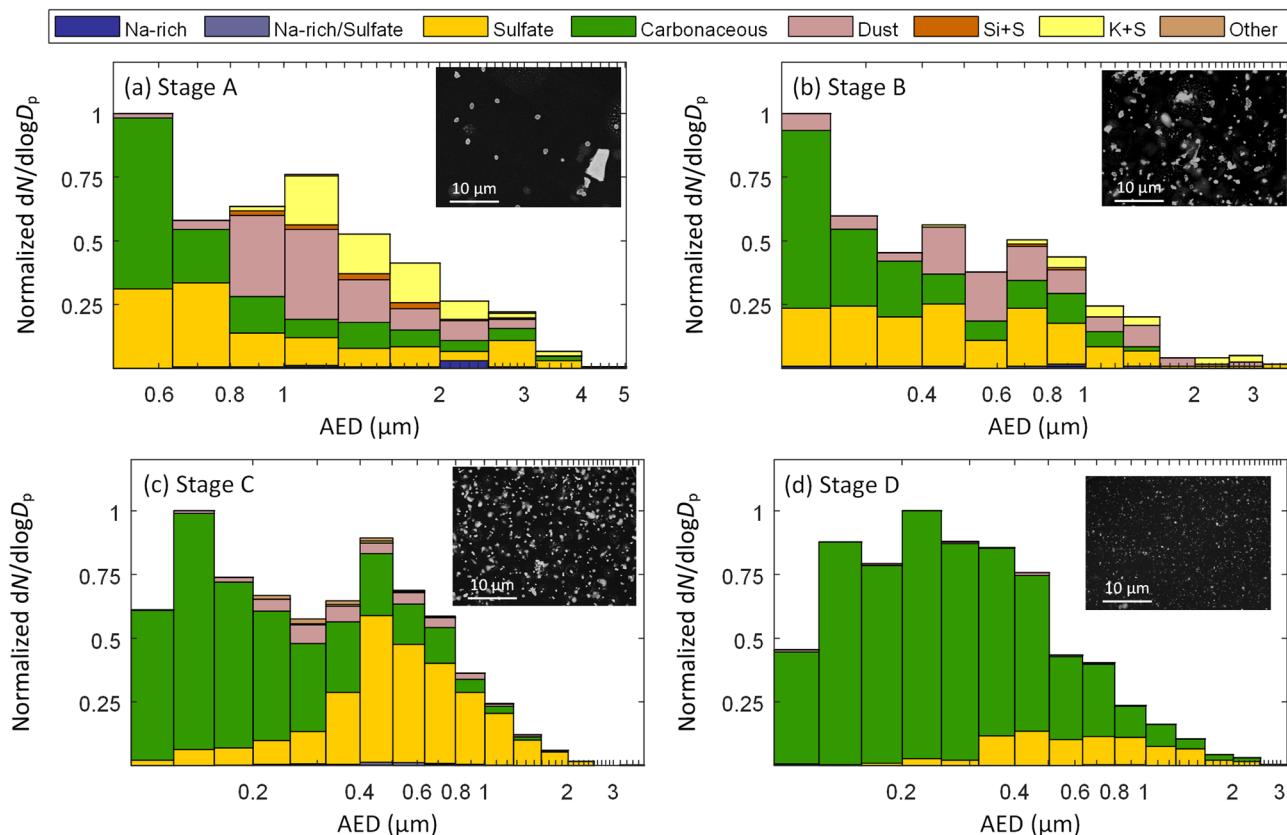 Na-rich Na-rich/Sulfate Sulfate Carbonaceous Dust Si+S K+S Other
(a) Stage A
10 µm
Normalized dN/dlogDp
1
0.75
0.5
0.25
0.6 0.8 1 2 3 4 5
AED (µm)
(b) Stage B
10 µm
Normalized dN/dlogDp
1
0.75
0.5
0.25
0.4 0.6 0.8 1 2 3
AED (µm)
(c) Stage C
10 µm
Normalized dN/dlogDp
1
0.75
0.5
0.25
0.2 0.4 0.6 0.8 1 2 3
AED (µm)
(d) Stage D
10 µm
Normalized dN/dlogDp
1
0.75
0.5
0.25
0.2 0.4 0.6 0.8 1 2 3
AED (µm)